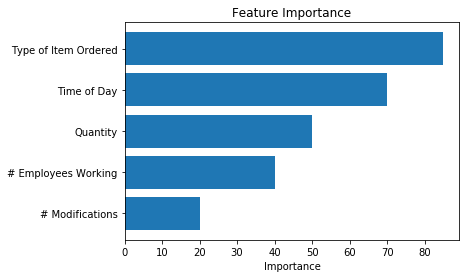 Feature Importance
Type of Item Ordered
Time of Day
Quantity
# Employees Working
# Modifications
0 10 20 30 40 50 60 70 80
Importance